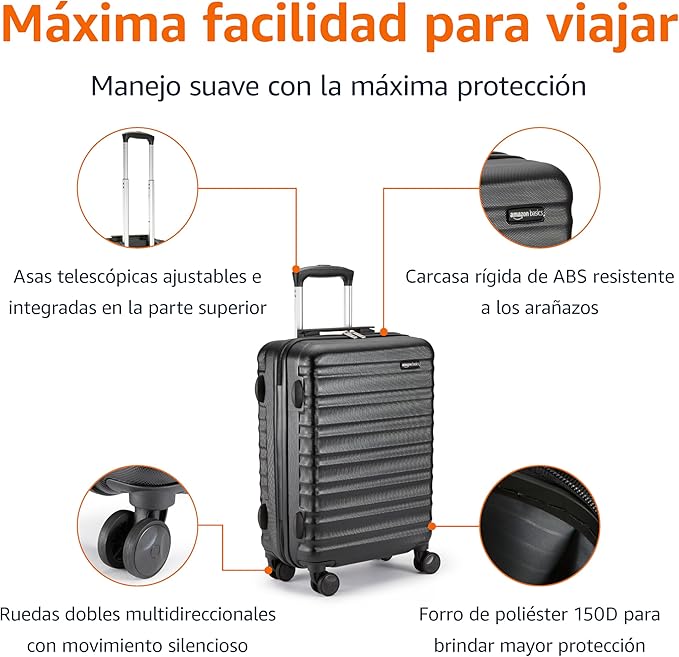 Máxima facilidad para viajar
Manejo suave con la máxima protección
amazon basics
Asas telescópicas ajustables e
integradas en la parte superior
Carcasa rígida de ABS resistente
a los arañazos
amazon basics
Ruedas dobles multidireccionales
con movimiento silencioso
Forro de poliéster 150D para
brindar mayor protección